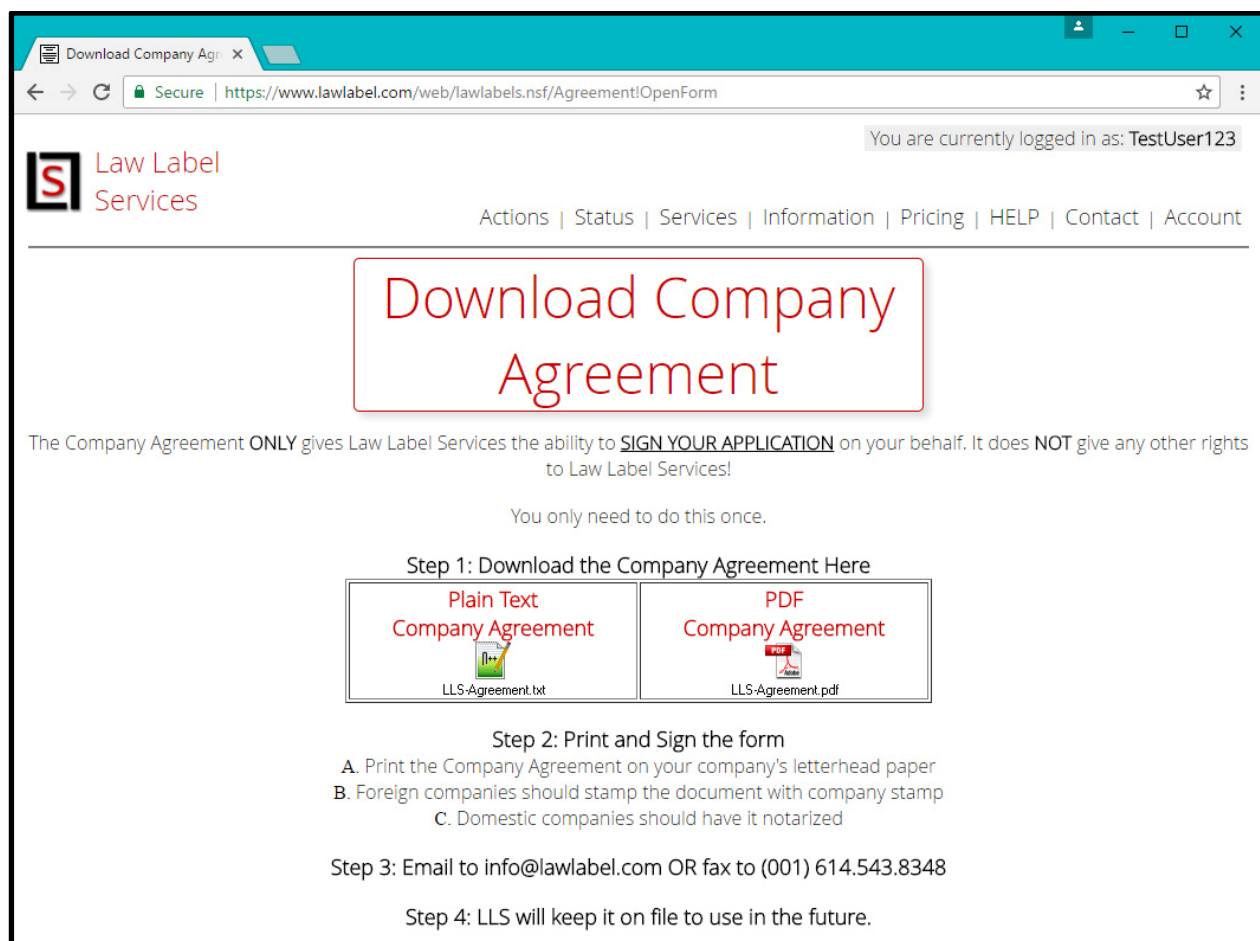 Download Company Agr
Secure | https://www.lawlabel.com/web/lawlabels.nsf/Agreement!OpenForm
You are currently logged in as: TestUser123
LS
Law Label
Services
Actions | Status | Services | Information | Pricing | HELP | Contact | Account
Download Company
Agreement
The Company Agreement ONLY gives Law Label Services the ability to SIGN YOUR APPLICATION on your behalf. It does NOT give any other rights
to Law Label Services!
You only need to do this once.
Step 1: Download the Company Agreement Here
Plain Text
Company Agreement
N++
LLS-Agreement.txt
PDF
Company Agreement
PDF
Adobe
LLS-Agreement.pdf
Step 2: Print and Sign the form
A. Print the Company Agreement on your company's letterhead paper
B. Foreign companies should stamp the document with company stamp
C. Domestic companies should have it notarized
Step 3: Email to info@lawlabel.com OR fax to (001) 614.543.8348
Step 4: LLS will keep it on file to use in the future.